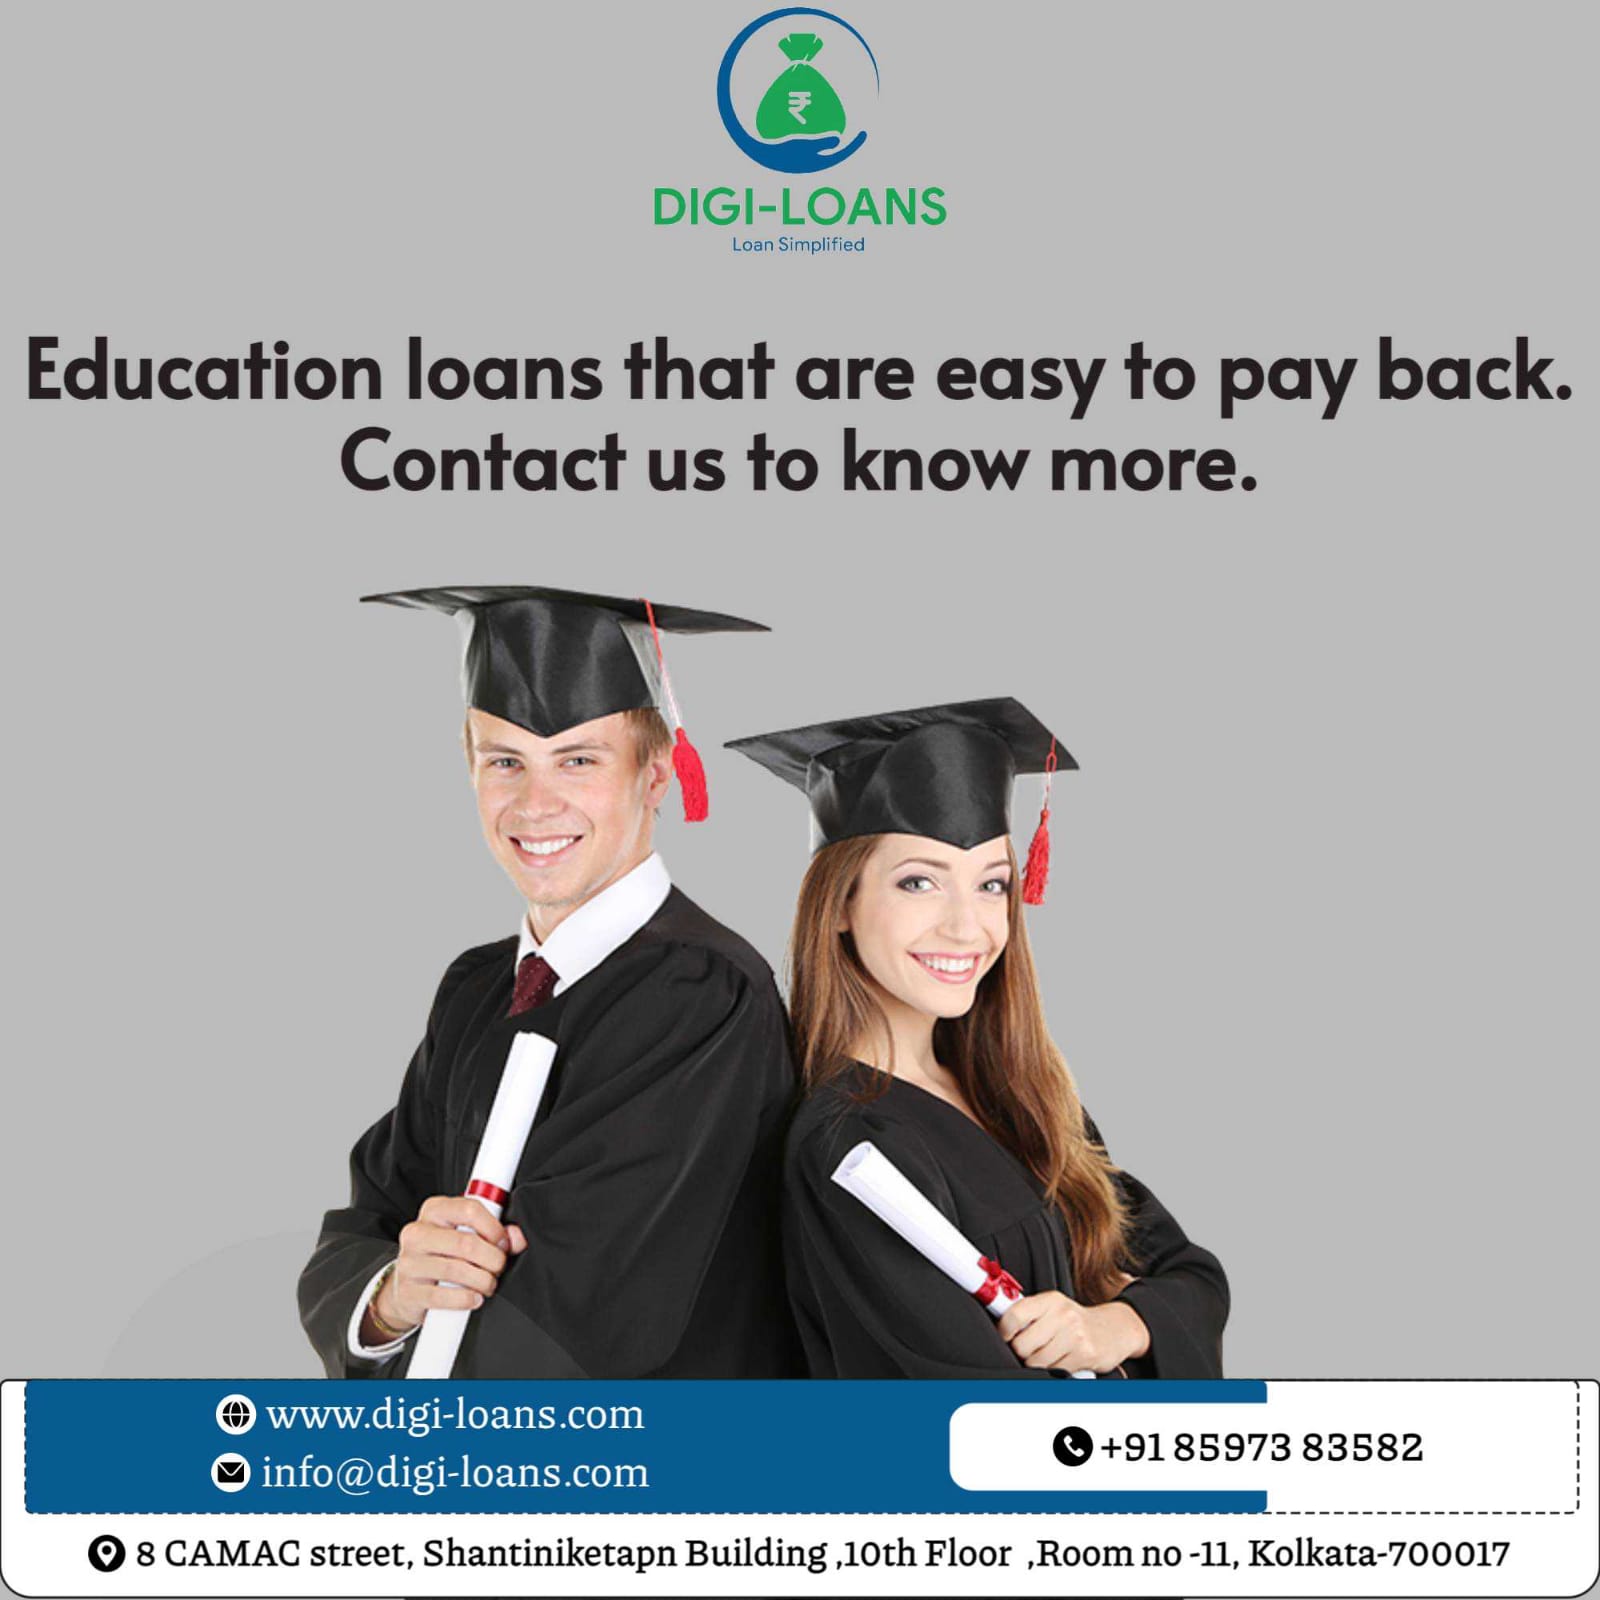 ₹
DIGI-LOANS
Loan Simplified
Education loans that are easy to pay back.
Contact us to know more.
www.digi-loans.com
info@digi-loans.com
+91 85973 83582
8 CAMAC street, Shantiniketapn Building ,10th Floor ,Room no -11, Kolkata-700017